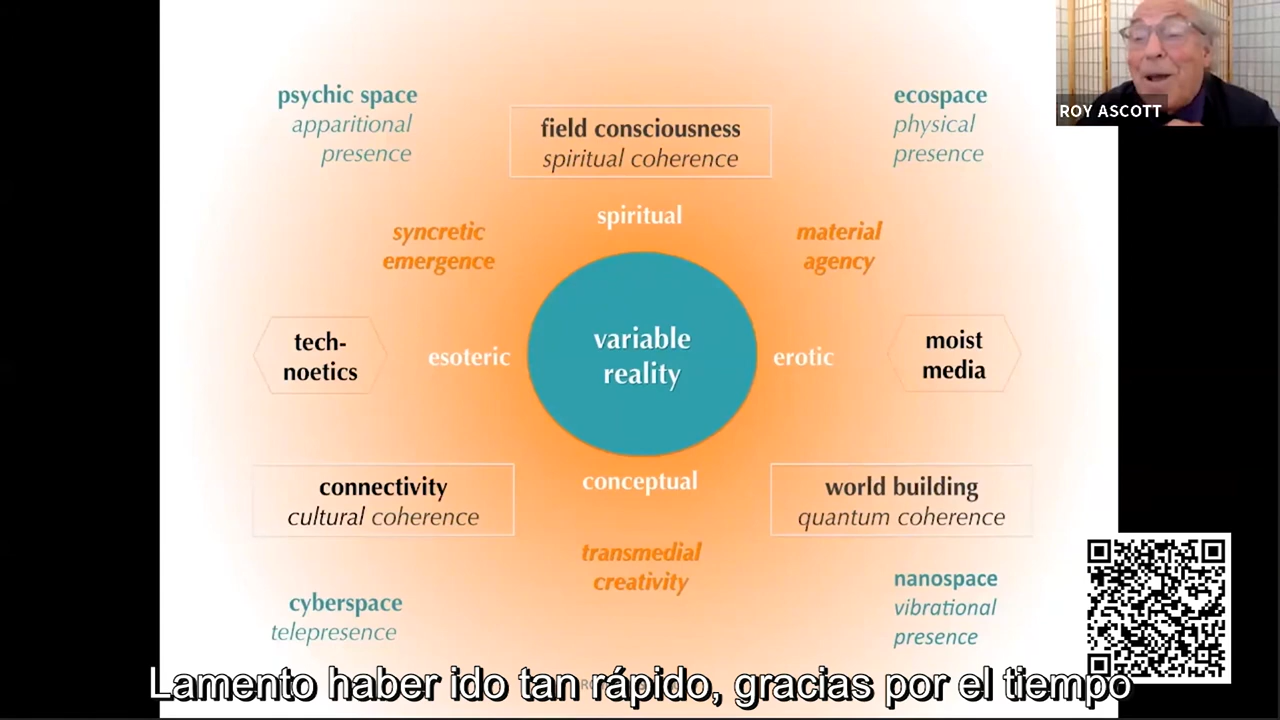 ROY ASCOTT
psychic space
apparitional
presence
field consciousness
spiritual coherence
ecospace
physical
presence
spiritual
syncretic
emergence
material
agency
tech-
noetics
esoteric
variable
reality
erotic
moist
media
connectivity
cultural coherence
conceptual
world building
quantum coherence
transmedial
creativity
cyberspace
telepresence
nanospace
vibrational
presence
Lamento haber ido tan rápido, gracias por el tiempo